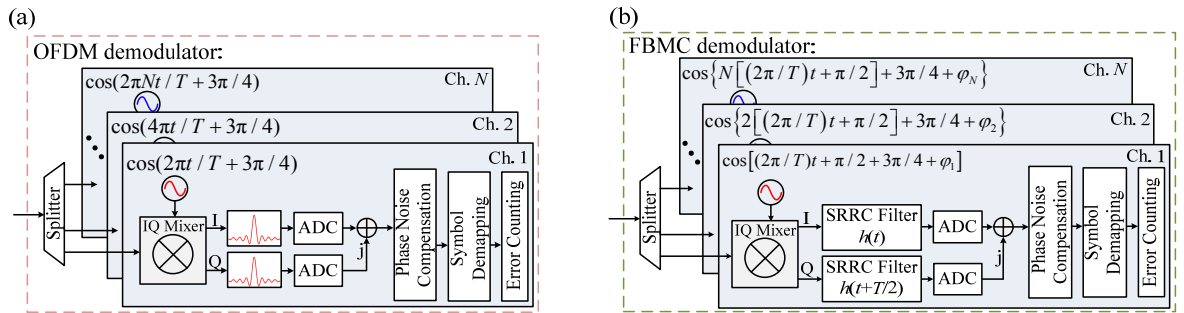 (a)
OFDM demodulator:
cos(2πNt / T + 3π / 4)
Ch. N
cos(4πt / T + 3π / 4)
Ch. 2
cos(2πt / T + 3π / 4)
Ch. 1
Splitter
IQ Mixer
I
Q
ADC
ADC
j
Phase Noise
Compensation
Symbol
Demapping
Error Counting
(b)
FBMC demodulator:
cos{N[(2π/T)t + π/2] + 3π/4 + φ_N}
Ch. N
cos{2[(2π/T)t + π/2] + 3π/4 + φ₂}
Ch. 2
cos[(2π/T)t + π/2 + 3π/4 + φ₁]
Ch. 1
Splitter
IQ Mixer
I
Q
SRRC Filter
h(t)
SRRC Filter
h(t+T/2)
ADC
ADC
j
Phase Noise
Compensation
Symbol
Demapping
Error Counting